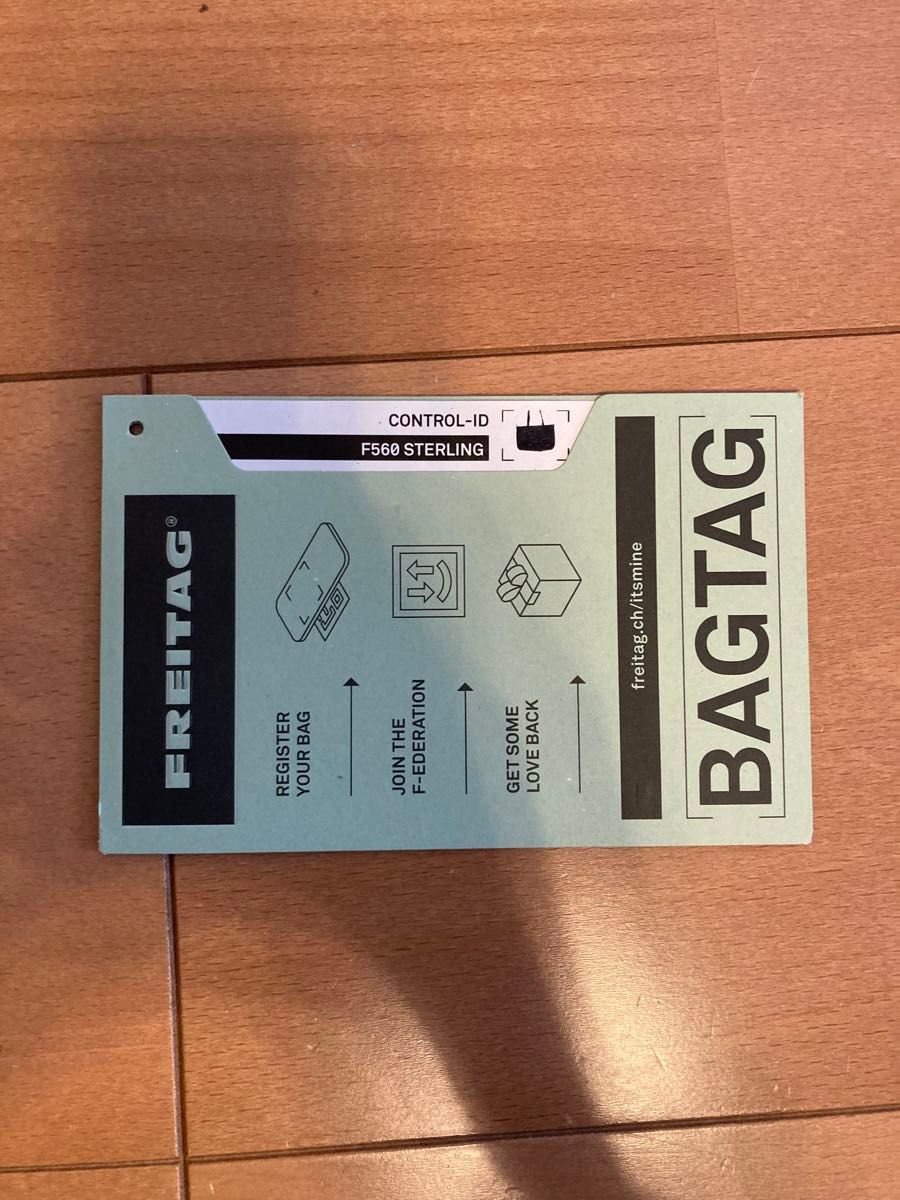 FREITAG®
CONTROL-ID
F560 STERLING
REGISTER
YOUR BAG
JOIN THE
F-EDERATION
GET SOME
LOVE BACK
freitag.ch/itsmine
[BAGTAG]